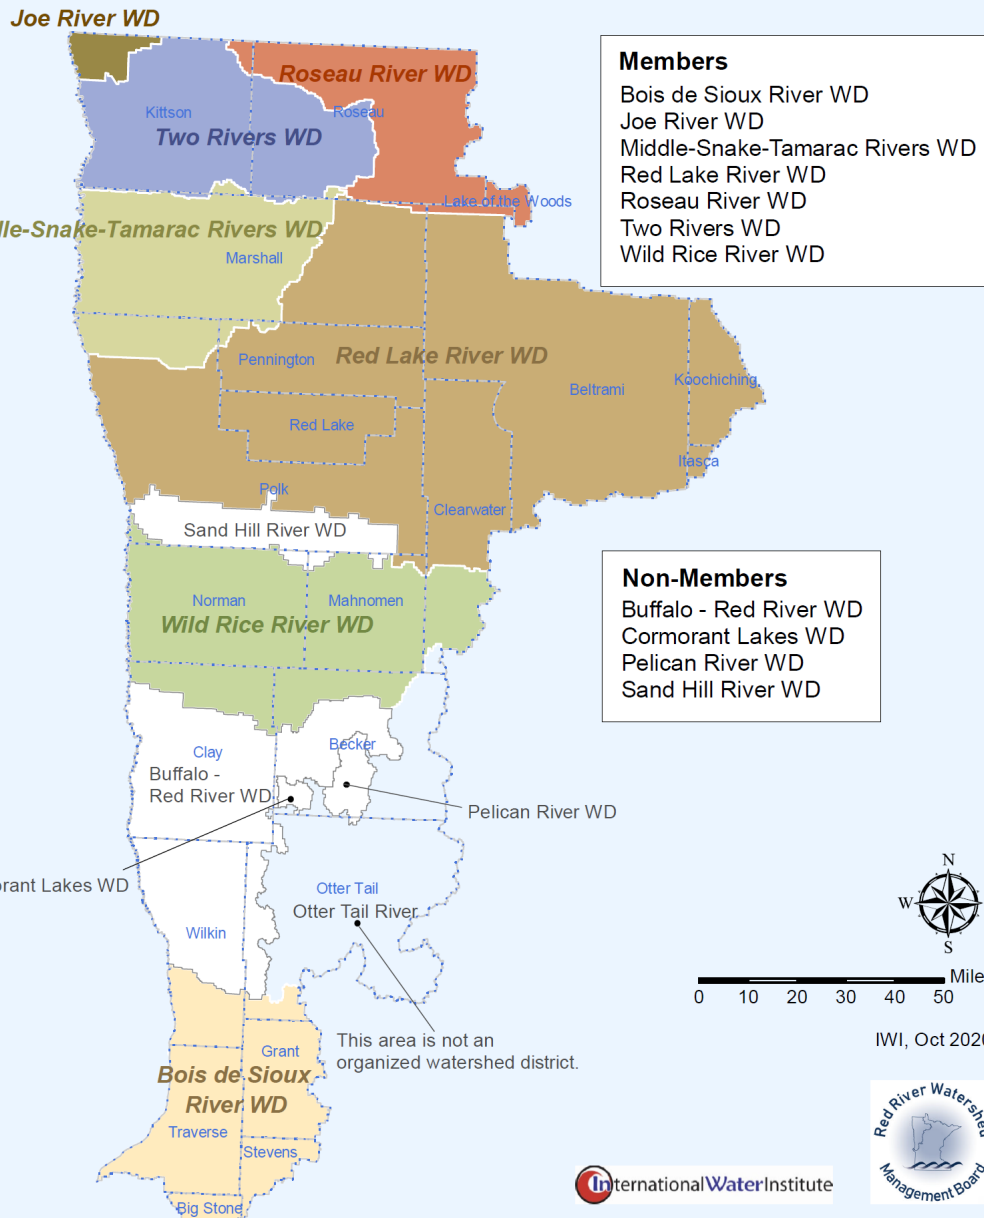 Joe River WD
Roseau River WD
Kittson
Roseau
Two Rivers WD
Lake of the Woods
dle-Snake-Tamarac Rivers WD
Marshall
Members
Bois de Sioux River WD
Joe River WD
Middle-Snake-Tamarac Rivers WD
Red Lake River WD
Roseau River WD
Two Rivers WD
Wild Rice River WD
Pennington
Red Lake River WD
Beltrami
Koochiching
Red Lake
Itasca
Polk
Clearwater
Sand Hill River WD
Norman
Mahnomen
Wild Rice River WD
Non-Members
Buffalo - Red River WD
Cormorant Lakes WD
Pelican River WD
Sand Hill River WD
Clay
Becker
Buffalo -
Red River WD
Pelican River WD
orant Lakes WD
Otter Tail
Otter Tail River
Wilkin
N
W
S
Mile
0 10 20 30 40 50
IWI, Oct 2020
This area is not an
organized watershed district.
Grant
Bois de Sioux
River WD
Traverse
Stevens
Big Stone
InternationalWaterInstitute
Red River Watershed
Management Board